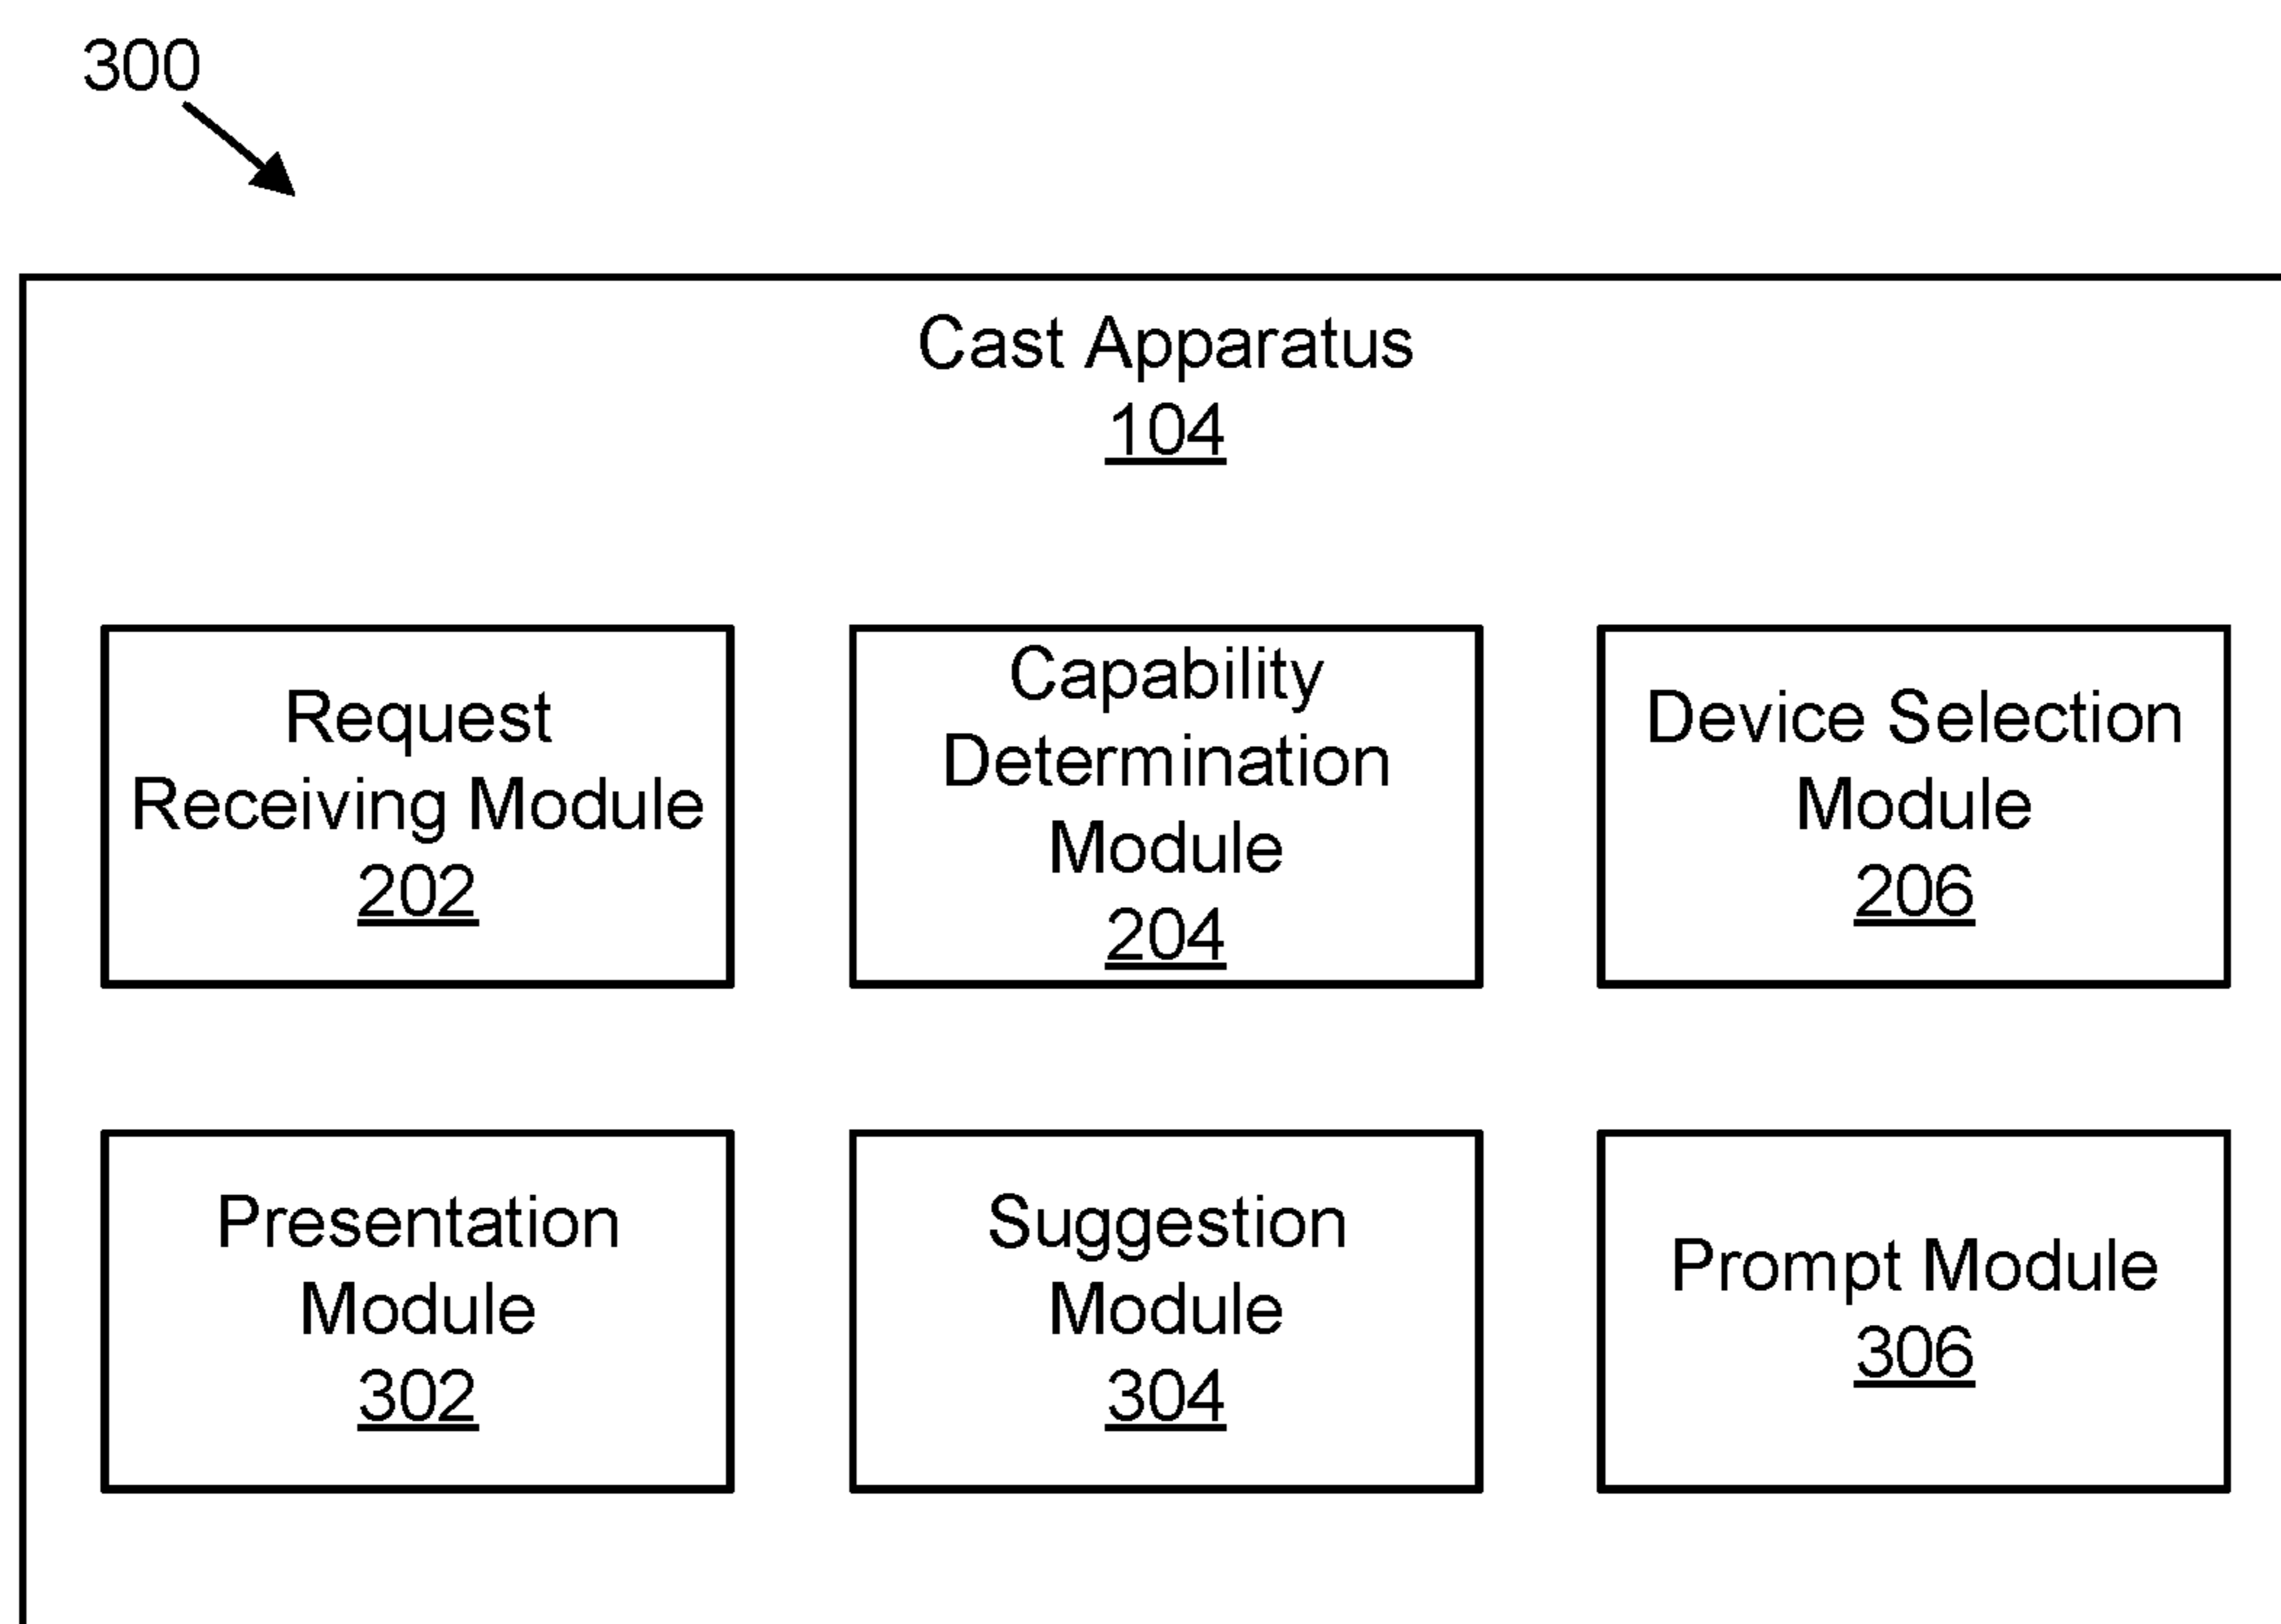 300
Cast Apparatus
104
Request
Receiving Module
202
Capability
Determination
Module
204
Device Selection
Module
206
Presentation
Module
302
Suggestion
Module
304
Prompt Module
306